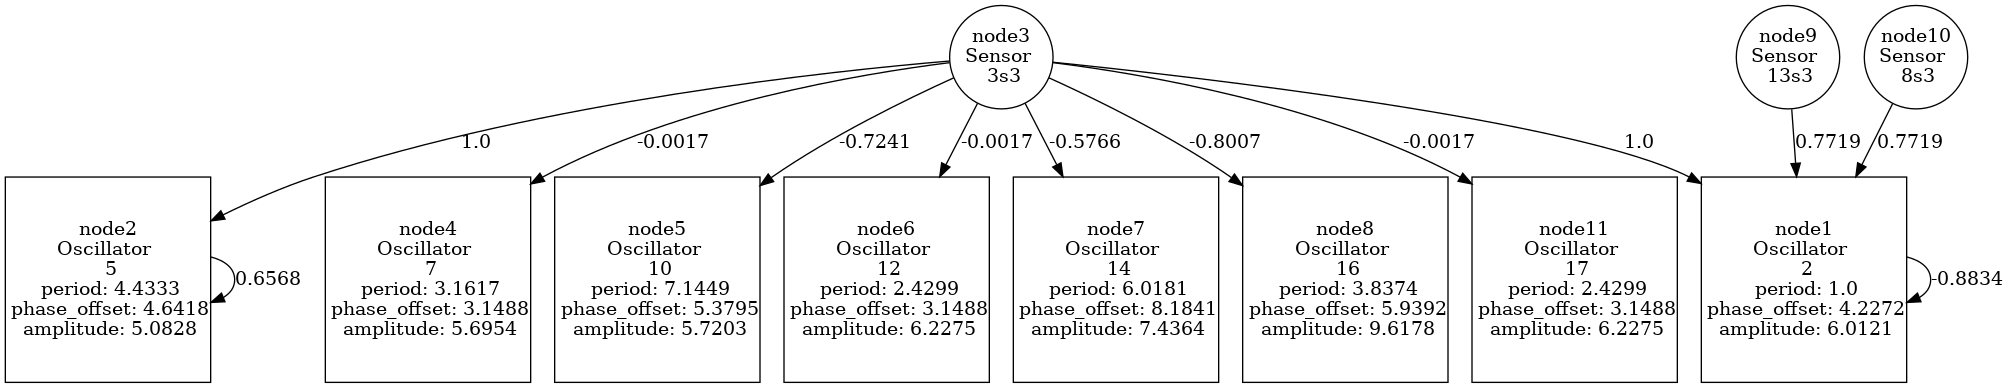 node3
Sensor
3s3
node9
Sensor
13s3
node10
Sensor
8s3
1.0
-0.0017
-0.7241
-0.0017
-0.5766
-0.8007
-0.0017
1.0
0.7719
0.7719
node2
Oscillator
5
period: 4.4333
phase_offset: 4.6418
amplitude: 5.0828
0.6568
node4
Oscillator
7
period: 3.1617
phase_offset: 3.1488
amplitude: 5.6954
node5
Oscillator
10
period: 7.1449
phase_offset: 5.3795
amplitude: 5.7203
node6
Oscillator
12
period: 2.4299
phase_offset: 3.1488
amplitude: 6.2275
node7
Oscillator
14
period: 6.0181
phase_offset: 8.1841
amplitude: 7.4364
node8
Oscillator
16
period: 3.8374
phase_offset: 5.9392
amplitude: 9.6178
node11
Oscillator
17
period: 2.4299
phase_offset: 3.1488
amplitude: 6.2275
node1
Oscillator
2
period: 1.0
phase_offset: 4.2272
amplitude: 6.0121
-0.8834